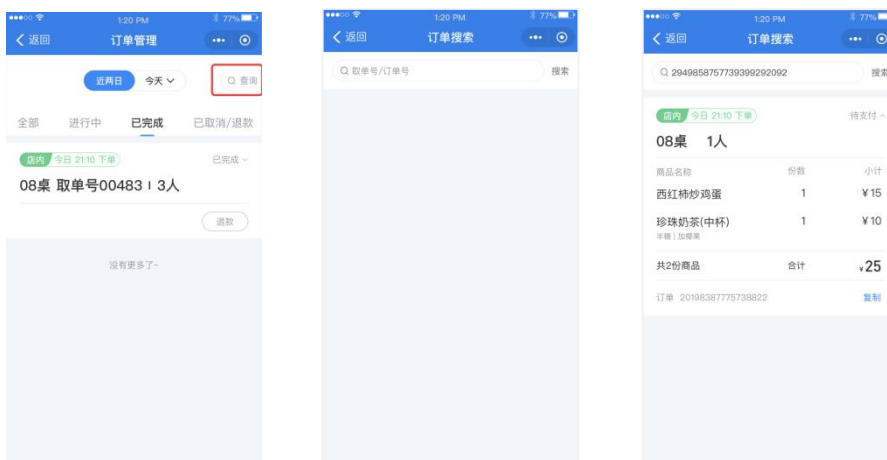 1:20 PM
77%
返回
订单管理
近两日
今天
查询
全部
进行中
已完成
已取消/退款
店内
今日 21:10 下单
已完成
08桌 取单号00483 | 3人
退款
没有更多了~
1:20 PM
77%
返回
订单搜索
取单号/订单号
搜索
1:20 PM
77%
返回
订单搜索
2949858757739399292092
搜索
店内
今日 21:10 下单
待支付
08桌 1人
商品名称 份数 小计
西红柿炒鸡蛋 1 ¥15
珍珠奶茶(中杯) 1 ¥10
半糖 | 加椰果
共2份商品 合计 ¥25
订单 20198387775738822 复制